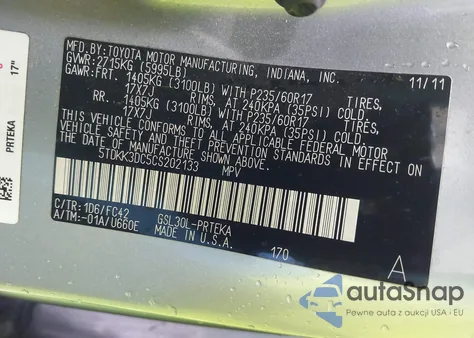 MFD. BY: TOYOTA MOTOR MANUFACTURING, INDIANA, INC. 11/11
GVWR: 2715KG (5995LB)
GAWR: FRT. 1405KG (3100LB) WITH P235/60R17 TIRES,
17X7J RIMS, AT 240KPA (35PSI) COLD.
RR. 1405KG (3100LB) WITH P235/60R17 TIRES,
17X7J RIMS, AT 240KPA (35PSI) COLD.
THIS VEHICLE CONFORMS TO ALL APPLICABLE FEDERAL MOTOR
VEHICLE SAFETY AND THEFT PREVENTION STANDARDS IN EFFECT ON
THE DATE OF MANUFACTURE SHOWN ABOVE.
5TDKK3DC5CS202133 MPV
C/TR: 1D6/FC42 GSL30L-PRTEKA
A/TM:-01A/U660E MADE IN U.S.A. 170
A
17"
PRTEKA
autoSnap
Pewne auta z aukcji USA i EU